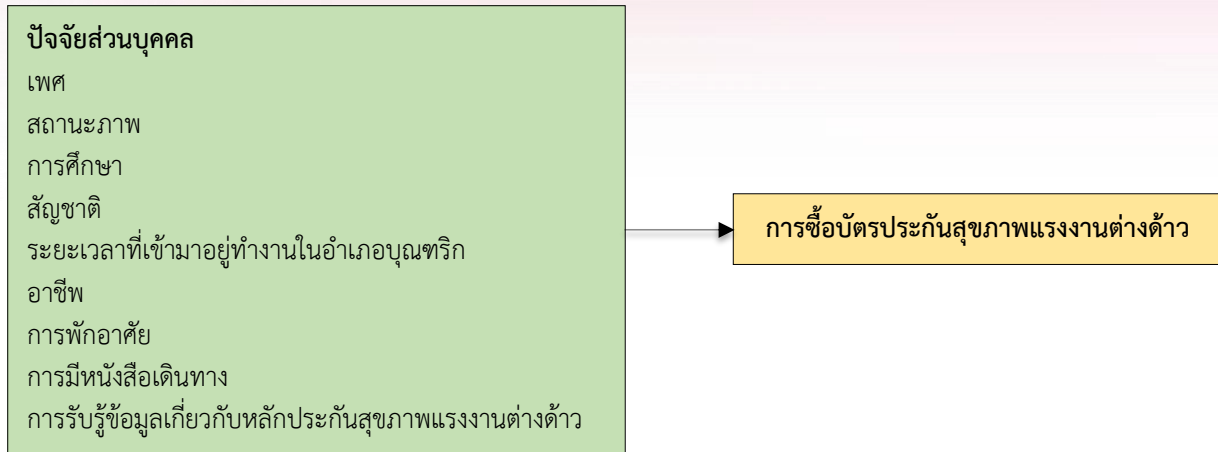 ปัจจัยส่วนบุคคล
เพศ
สถานะภาพ
การศึกษา
สัญชาติ
ระยะเวลาที่เข้ามาอยู่ทำงานในอำเภอบุณฑริก
อาชีพ
การพักอาศัย
การมีหนังสือเดินทาง
การรับรู้ข้อมูลเกี่ยวกับหลักประกันสุขภาพแรงงานต่างด้าว
การซื้อบัตรประกันสุขภาพแรงงานต่างด้าว